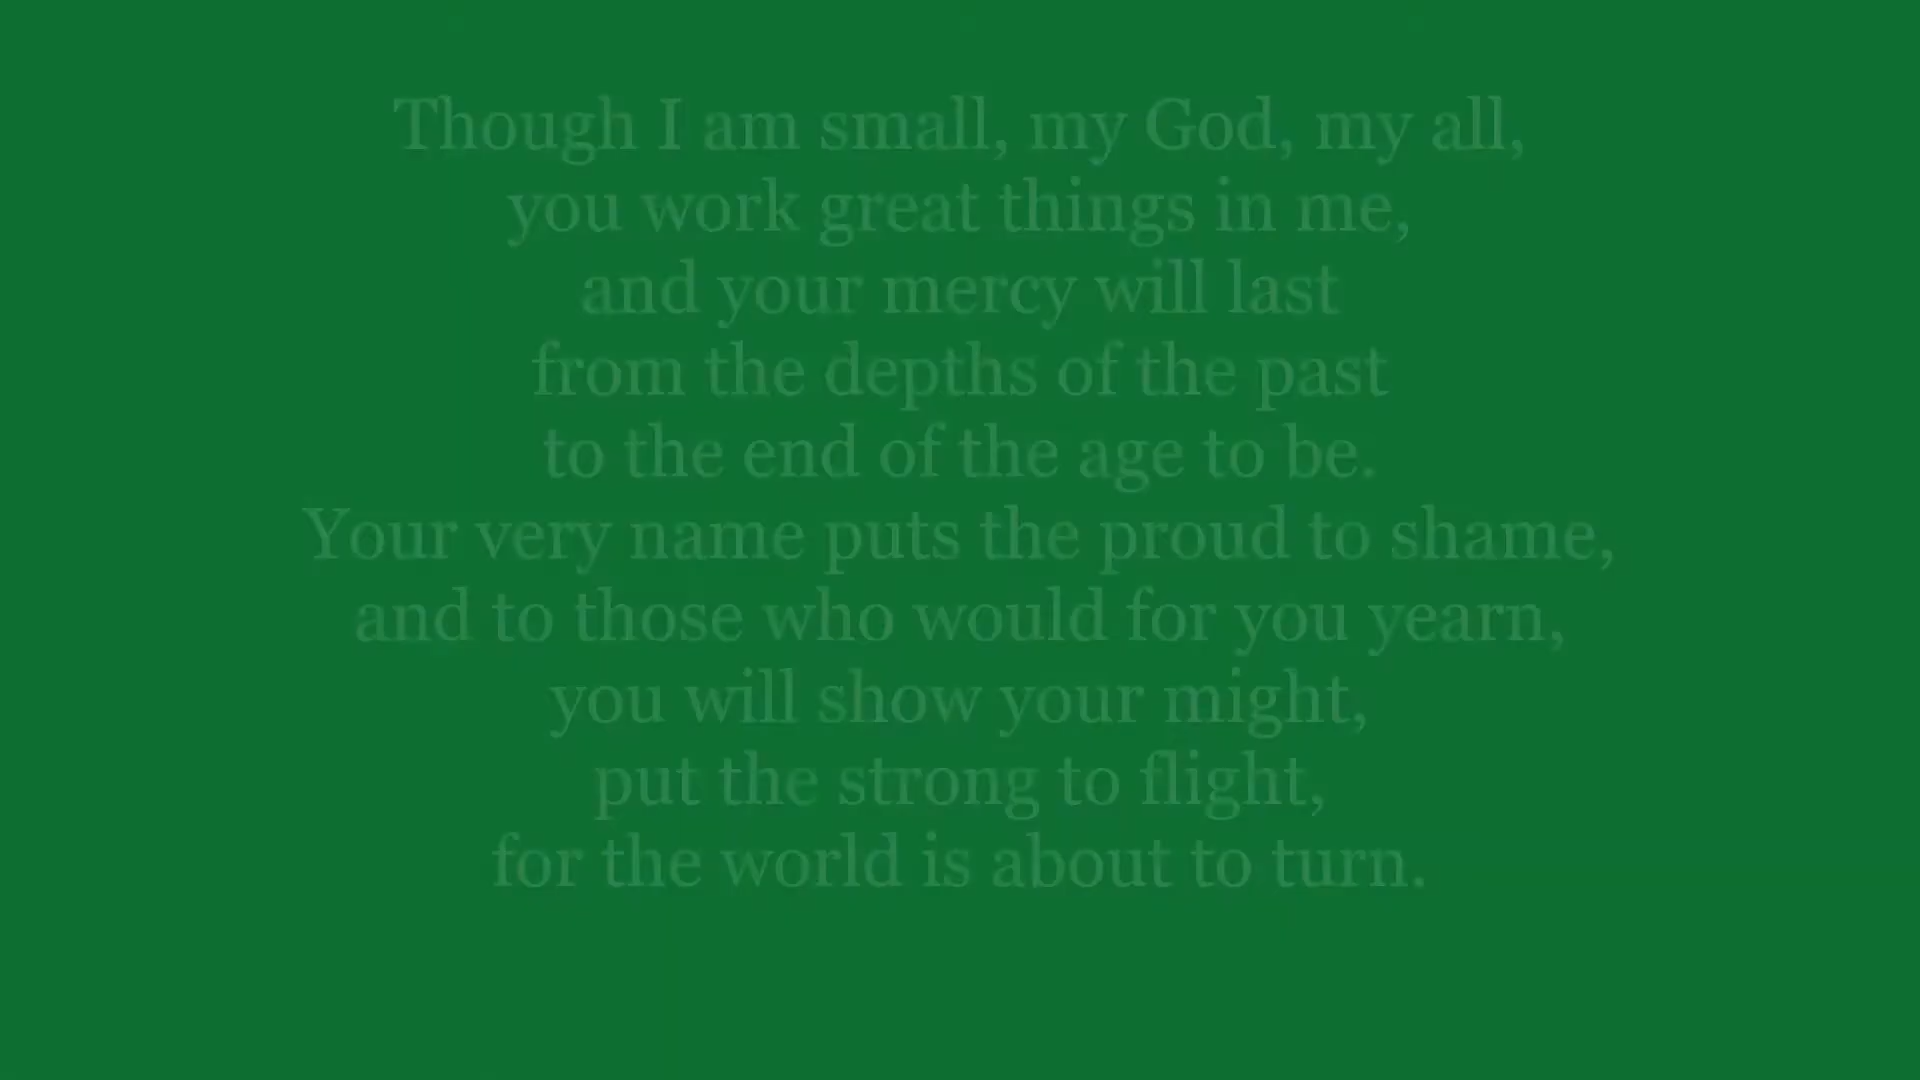 Though I am small, my God, my all,
you work great things in me,
and your mercy will last
from the depths of the past
to the end of the age to be.
Your very name puts the proud to shame,
and to those who would for you yearn,
you will show your might,
put the strong to flight,
for the world is about to turn.